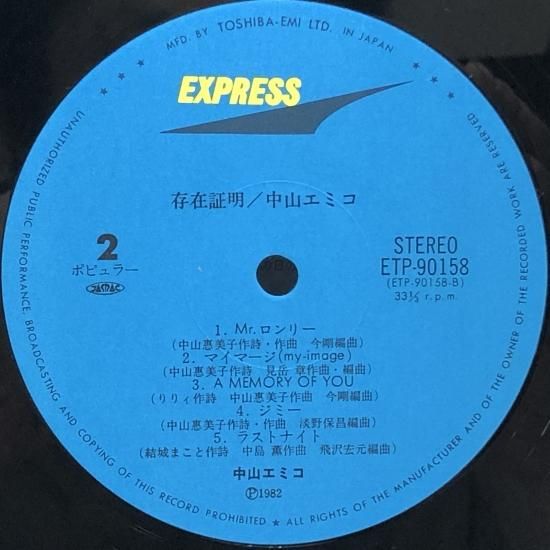 MFD. BY TOSHIBA-EMI LTD. IN JAPAN
EXPRESS
存在証明/中山エミコ
2
ポピュラー
JASRAC
STEREO
ETP-90158
(ETP-90158-B)
33⅓ r.p.m.
1. Mr. ロンリー
(中山恵美子作詩・作曲 今剛編曲)
2. マイマージ(my-image)
(中山恵美子作詩 見岳 章作曲・編曲)
3. A MEMORY OF YOU
(りりィ作詩 中山恵美子作曲 今剛編曲)
4. ジミー
(中山恵美子作詩・作曲 淡野保昌編曲)
5. ラストナイト
(結城まこと作詩 中島 薫作曲 飛沢宏元編曲)
中山エミコ
Ⓟ1982
UNAUTHORIZED PUBLIC PERFORMANCE, BROADCASTING AND COPYING OF THIS RECORD PROHIBITED ★ ALL RIGHTS OF THE MANUFACTURER AND OF THE OWNER OF THE RECORDED WORK ARE RESERVED